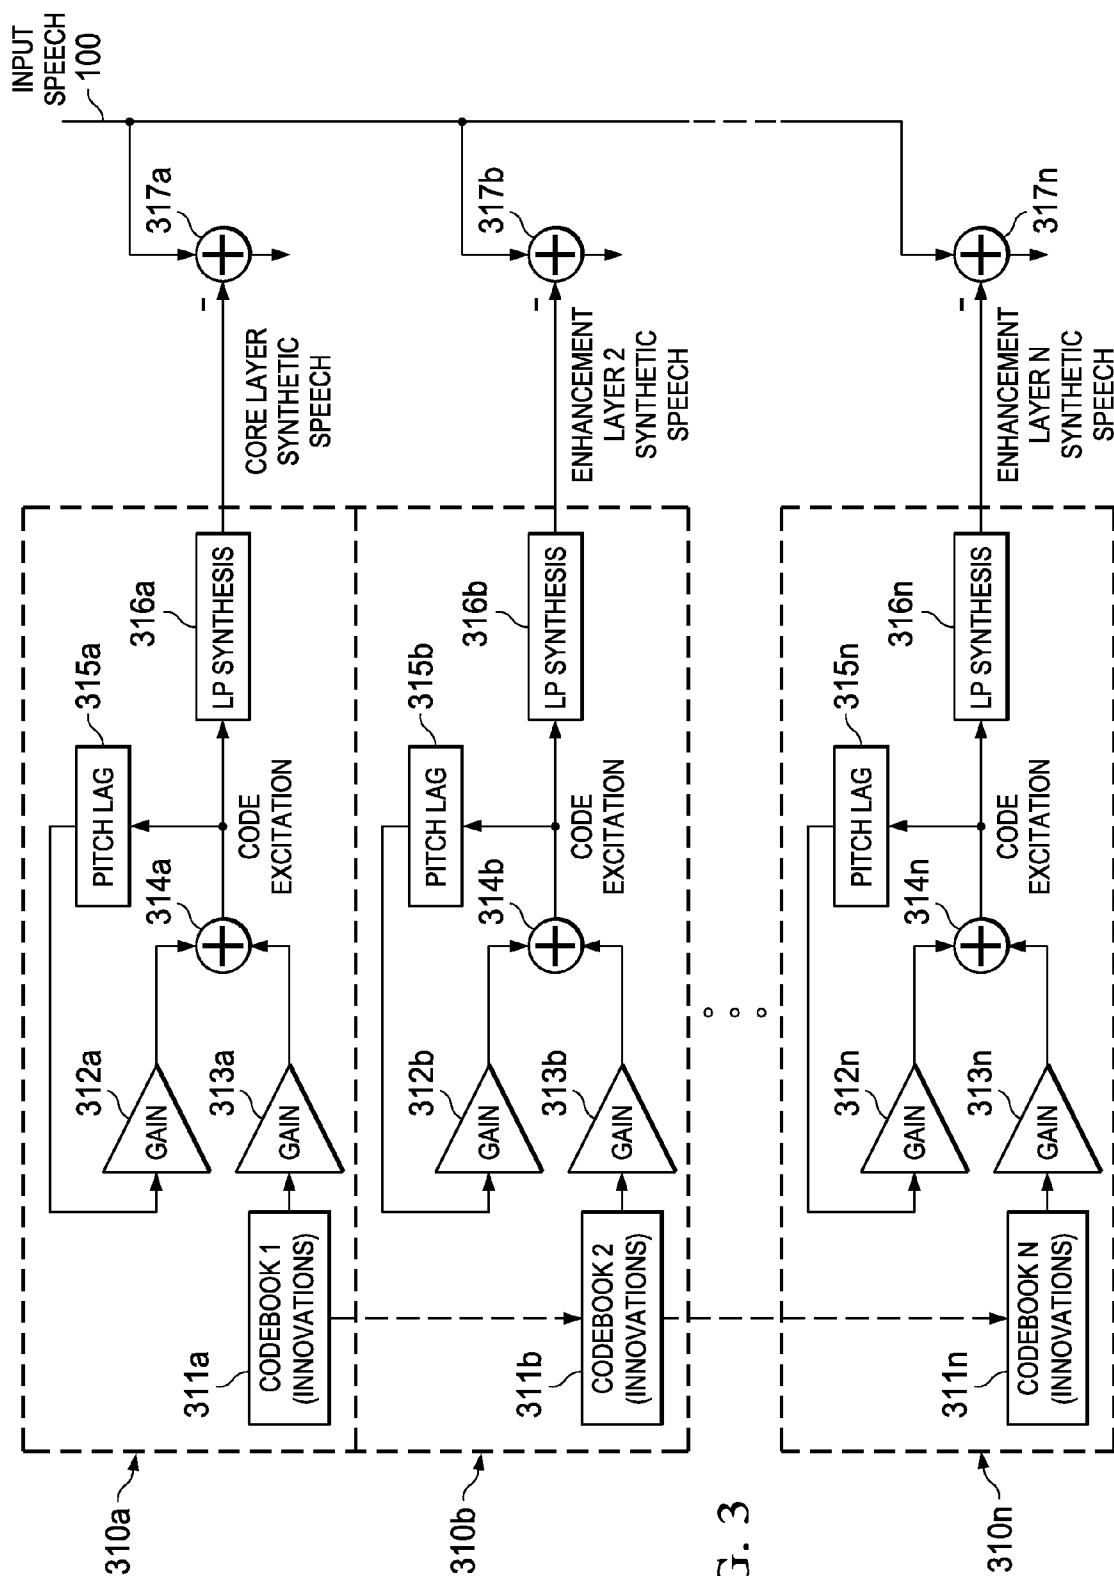 INPUT
SPEECH
100
317a
317b
317n
-
-
-
CORE LAYER
SYNTHETIC
SPEECH
ENHANCEMENT
LAYER 2
SYNTHETIC
SPEECH
ENHANCEMENT
LAYER N
SYNTHETIC
SPEECH
310a
311a
CODEBOOK 1
(INNOVATIONS)
312a
GAIN
313a
GAIN
314a
315a
PITCH LAG
CODE
EXCITATION
316a
LP SYNTHESIS
310b
311b
CODEBOOK 2
(INNOVATIONS)
312b
GAIN
313b
GAIN
314b
315b
PITCH LAG
CODE
EXCITATION
316b
LP SYNTHESIS
310n
311n
CODEBOOK N
(INNOVATIONS)
312n
GAIN
313n
GAIN
314n
315n
PITCH LAG
CODE
EXCITATION
316n
LP SYNTHESIS
G. 3